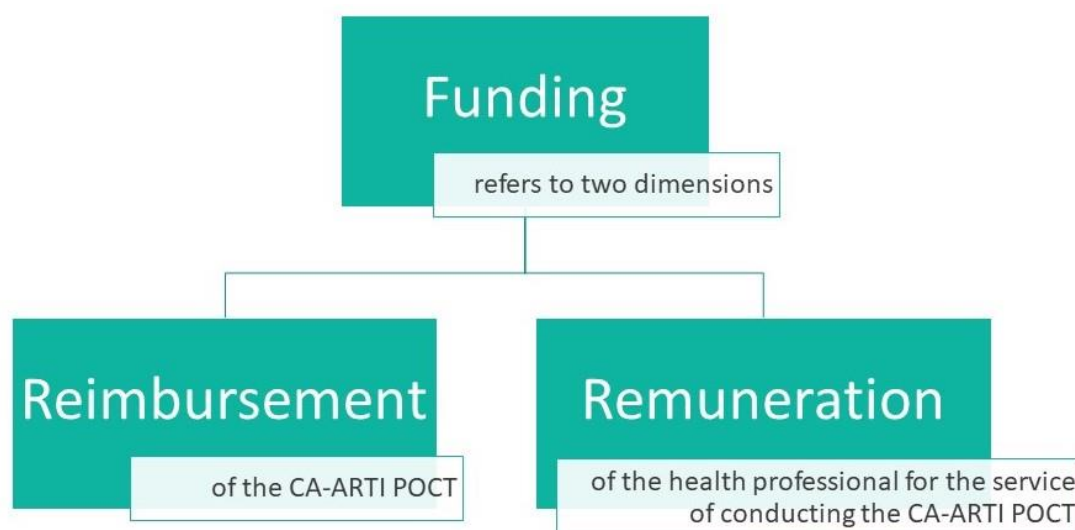 Funding
refers to two dimensions
Reimbursement
of the CA-ARTI POCT
Remuneration
of the health professional for the service
of conducting the CA-ARTI POCT